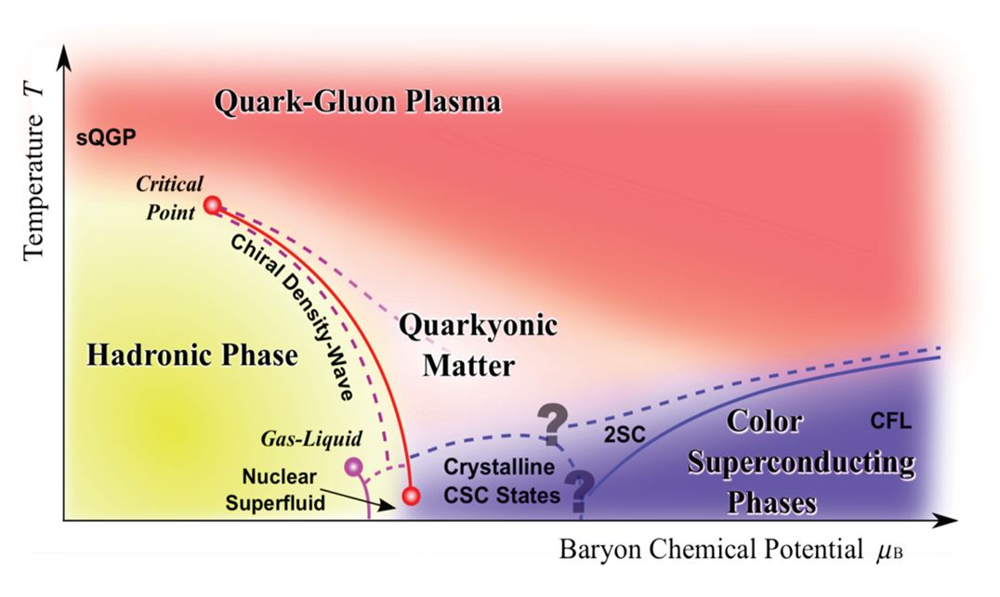 Temperature T
Quark-Gluon Plasma
sQGP
Critical
Point
Chiral Density-Wave
Quarkyonic
Matter
Hadronic Phase
Gas-Liquid
Nuclear
Superfluid
?
2SC
Crystalline
CSC States
?
Color
CFL
Superconducting
Phases
Baryon Chemical Potential μB